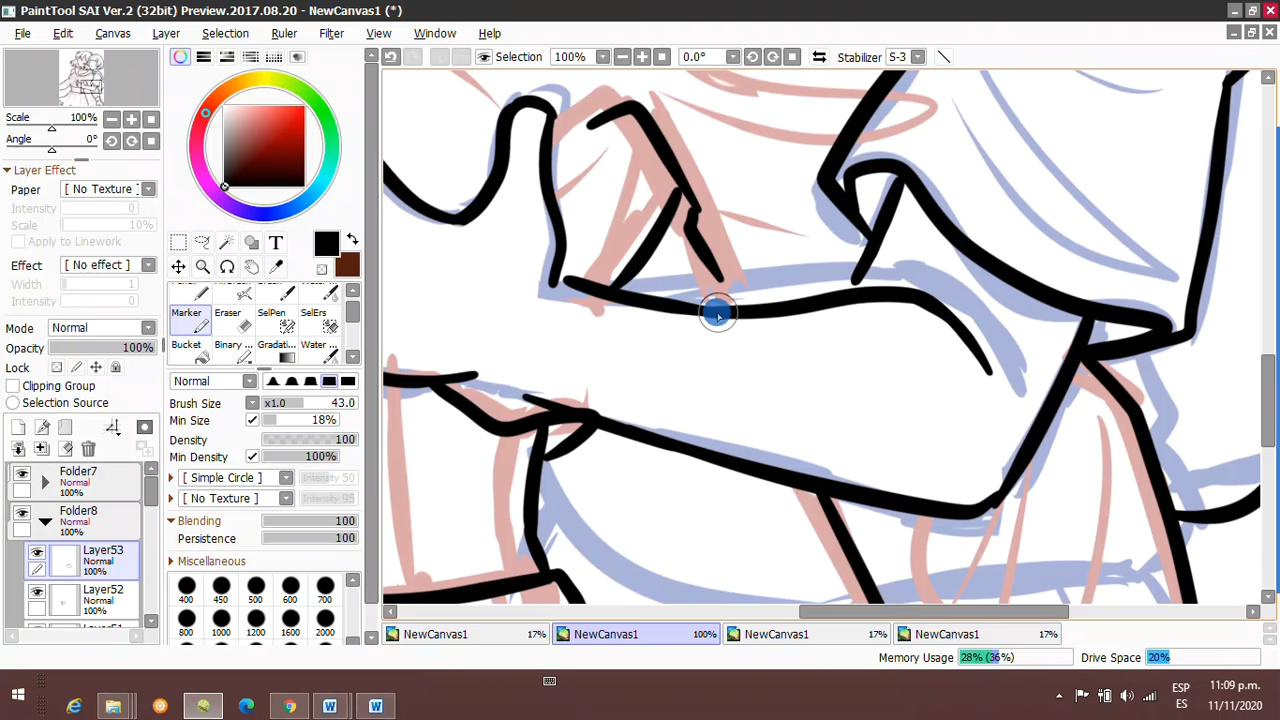 PaintTool SAI Ver.2 (32bit) Preview.2017.08.20 - NewCanvas1 (*)
File Edit Canvas Layer Selection Ruler Filter View Window Help
Selection 100% 0.0° Stabilizer S-3
Scale 100%
Angle 0°
Layer Effect
Paper [ No Texture ]
Intensity 0
Scale 10%
Apply to Linework
Effect [ No effect ]
Width 1
Intensity
Mode Normal
Opacity 100%
Lock
Clipping Group
Selection Source
Folder7
Normal
100%
Folder8
Normal
100%
Layer53
Normal
100%
Layer52
Normal
100%
T
Marker Eraser SelPen SelErs
Bucket Binary ... Gradati... Water ...
Normal
Brush Size x1.0 43.0
Min Size 18%
Density 100
Min Density 100%
[ Simple Circle ] Intensity 50
[ No Texture ] Intensity 95
Blending 100
Persistence 100
Miscellaneous
400 450 500 600 700
800 1000 1200 1600 2000
NewCanvas1 17% NewCanvas1 100% NewCanvas1 17% NewCanvas1 17%
Memory Usage 28% (36%) Drive Space 20%
ESP
ES
11:09 p.m.
11/11/2020